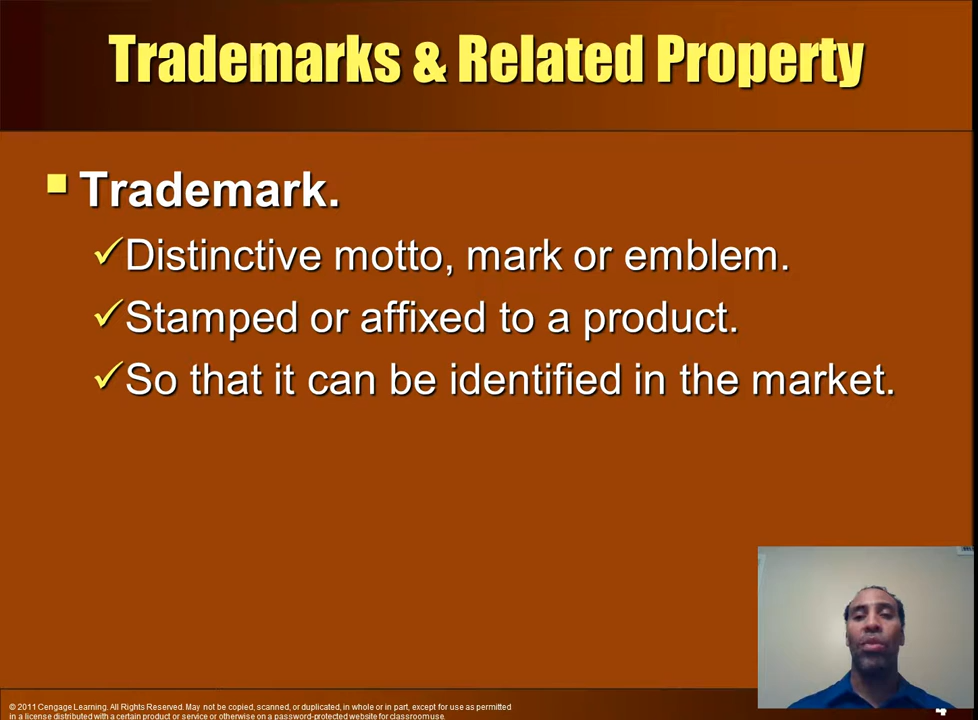 Trademarks & Related Property
Trademark.
Distinctive motto, mark or emblem.
Stamped or affixed to a product.
So that it can be identified in the market.
© 2011 Cengage Learning. All Rights Reserved. May not be copied, scanned, or duplicated, in whole or in part, except for use as permitted
in a license distributed with a certain product or service or otherwise on a password-protected website for classroom use.